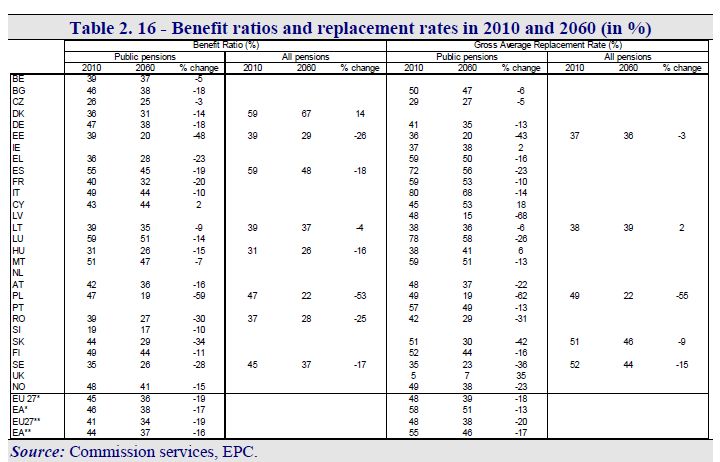 Table 2. 16 - Benefit ratios and replacement rates in 2010 and 2060 (in %)
Benefit Ratio (%) Gross Average Replacement Rate (%)
Public pensions All pensions Public pensions All pensions
2010 2060 % change 2010 2060 % change 2010 2060 % change 2010 2060 % change
BE 39 37 -5
BG 46 38 -18 50 47 -6
CZ 26 25 -3 29 27 -5
DK 36 31 -14 59 67 14
DE 47 38 -18 41 35 -13
EE 39 20 -48 39 29 -26 36 20 -43 37 36 -3
IE 37 38 2
EL 36 28 -23 59 50 -16
ES 55 45 -19 59 48 -18 72 56 -23
FR 40 32 -20 59 53 -10
IT 49 44 -10 80 68 -14
CY 43 44 2 45 53 18
LV 48 15 -68
LT 39 35 -9 39 37 -4 38 36 -6 38 39 2
LU 59 51 -14 78 58 -26
HU 31 26 -15 31 26 -16 38 41 6
MT 51 47 -7 59 51 -13
NL
AT 42 36 -16 48 37 -22
PL 47 19 -59 47 22 -53 49 19 -62 49 22 -55
PT 57 49 -13
RO 39 27 -30 37 28 -25 42 29 -31
SI 19 17 -10
SK 44 29 -34 51 30 -42 51 46 -9
FI 49 44 -11 52 44 -16
SE 35 26 -28 45 37 -17 35 23 -36 52 44 -15
UK 5 7 35
NO 48 41 -15 49 38 -23
EU 27* 45 36 -19 48 39 -18
EA* 46 38 -17 58 51 -13
EU27** 41 34 -19 48 38 -20
EA** 44 37 -16 55 46 -17
Source: Commission services, EPC.